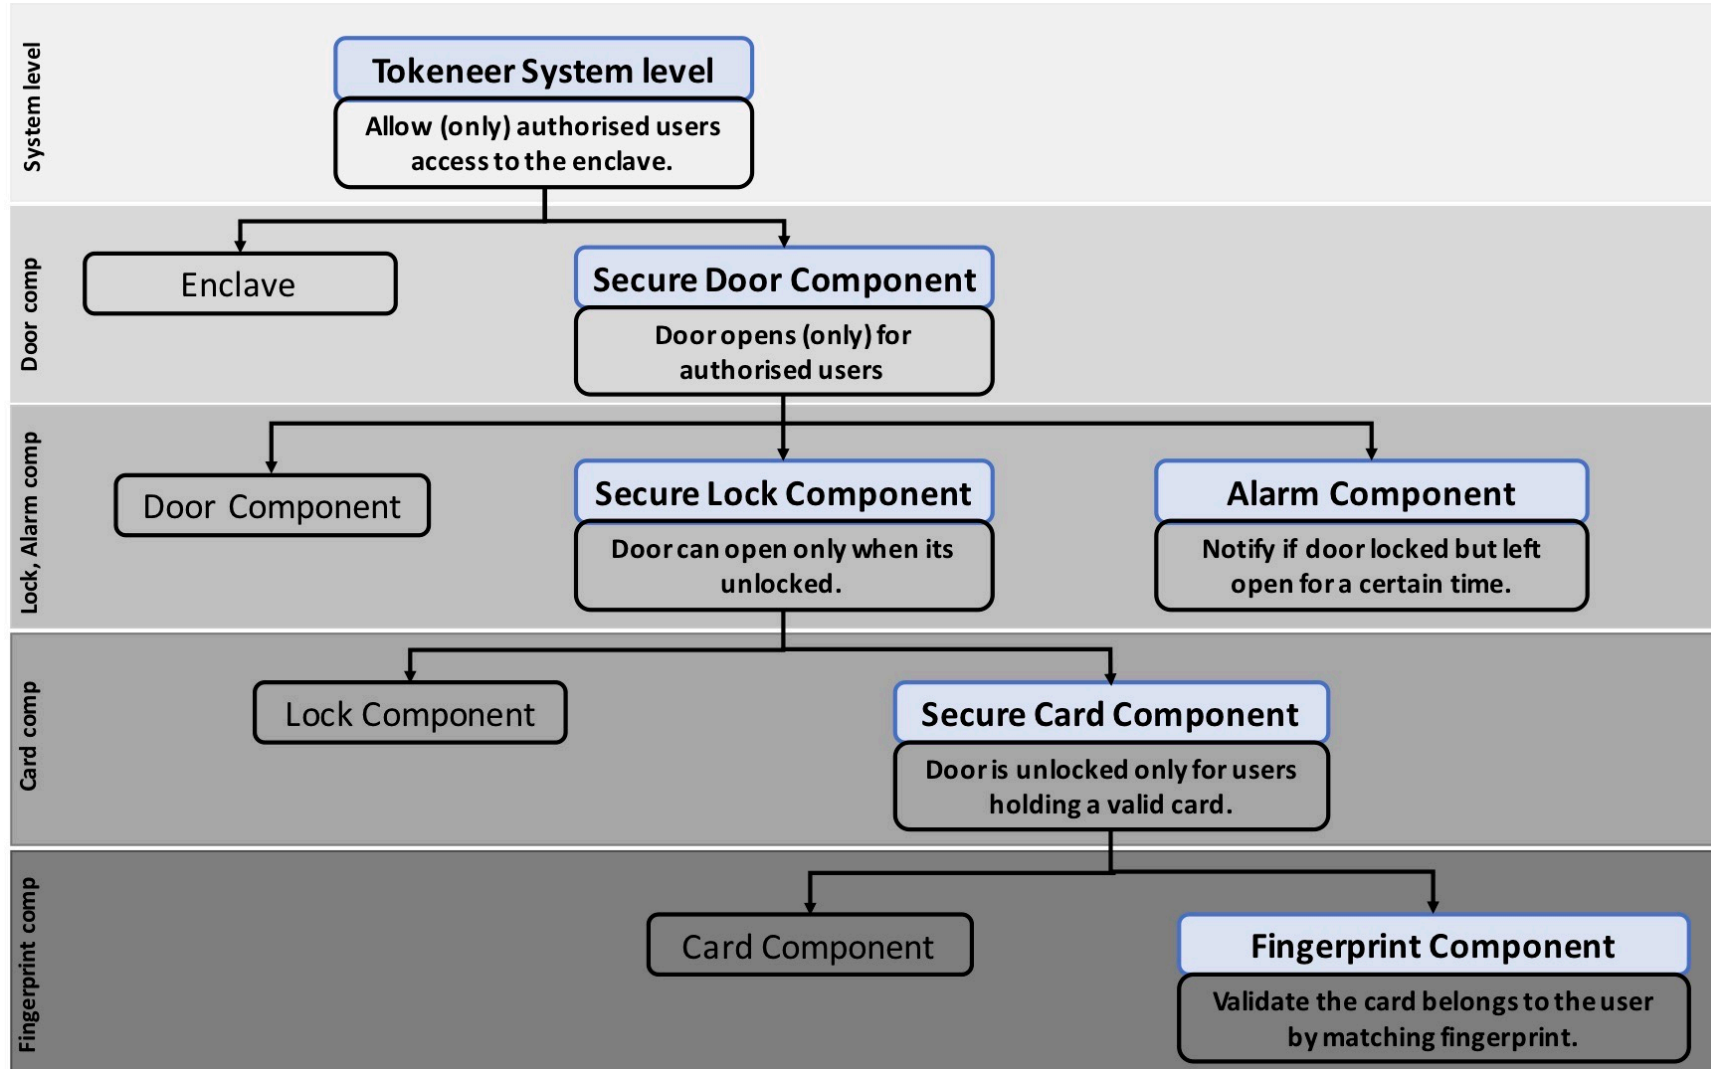 System level
Tokeneer System level
Allow (only) authorised users
access to the enclave.
Door comp
Enclave
Secure Door Component
Door opens (only) for
authorised users
Lock, Alarm comp
Door Component
Secure Lock Component
Door can open only when its
unlocked.
Alarm Component
Notify if door locked but left
open for a certain time.
Card comp
Lock Component
Secure Card Component
Door is unlocked only for users
holding a valid card.
Fingerprint comp
Card Component
Fingerprint Component
Validate the card belongs to the user
by matching fingerprint.